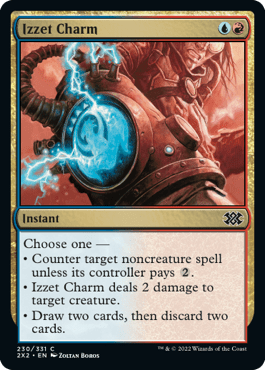 Izzet Charm
Instant
Choose one —
• Counter target noncreature spell
unless its controller pays 2.
• Izzet Charm deals 2 damage to
target creature.
• Draw two cards, then discard two
cards.
230/331 C
2X2 • EN Zoltan Boros
™ & © 2022 Wizards of the Coast